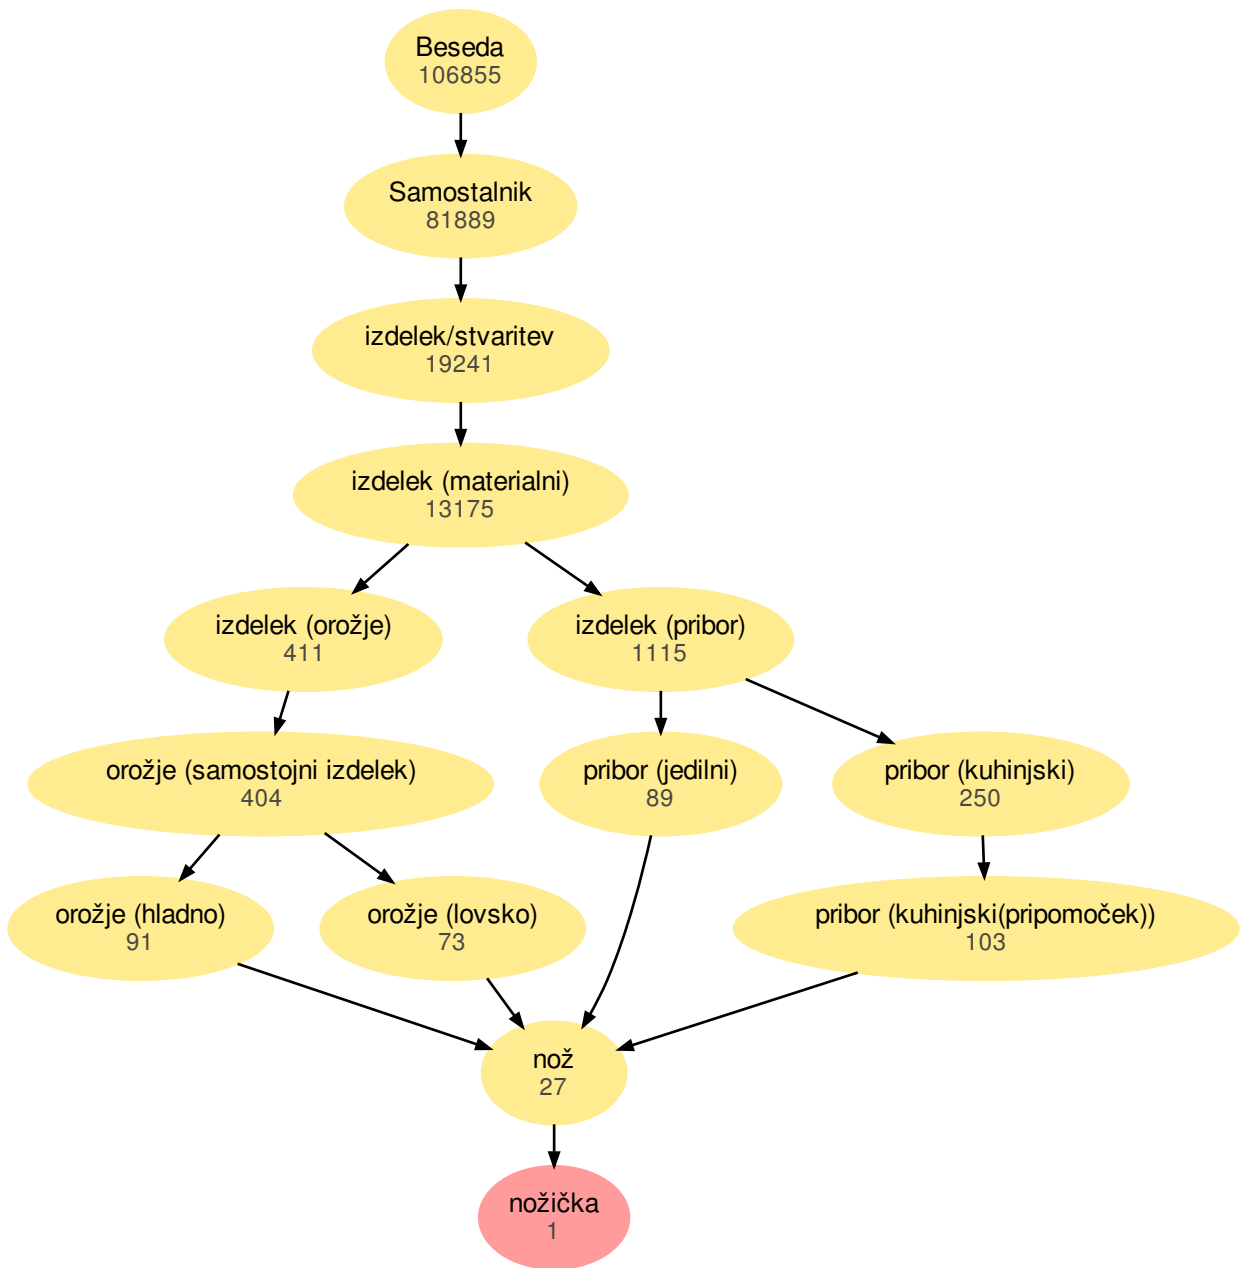 Beseda
106855
Samostalnik
81889
izdelek/stvaritev
19241
izdelek (materialni)
13175
izdelek (orožje)
411
izdelek (pribor)
1115
orožje (samostojni izdelek)
404
pribor (jedilni)
89
pribor (kuhinjski)
250
orožje (hladno)
91
orožje (lovsko)
73
pribor (kuhinjski(pripomoček))
103
nož
27
nožička
1